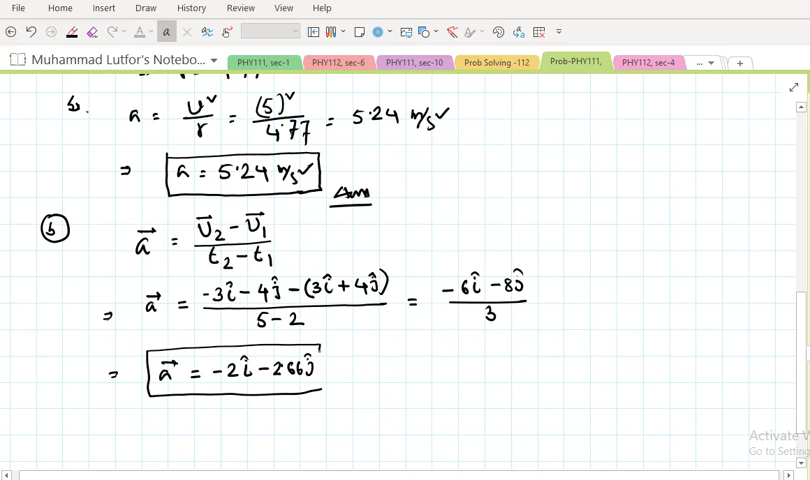 File Home Insert Draw History Review View Help
Muhammad Lutfor's Notebo... PHY111, sec-1 PHY112, sec-6 PHY111, sec-10 Prob Solving -112 Prob-PHY111, PHY112, sec-4 ... +
a = v²/r = (5)²/4.77 = 5.24 m/s²
⇒ a = 5.24 m/s²
Ans
(b) a⃗ = (v⃗₂ - v⃗₁)/(t₂ - t₁)
⇒ a⃗ = (-3î - 4ĵ - (3î + 4ĵ))/(5 - 2) = (-6î - 8ĵ)/3
⇒ a⃗ = -2î - 2.66ĵ
Activate W
Go to Setting